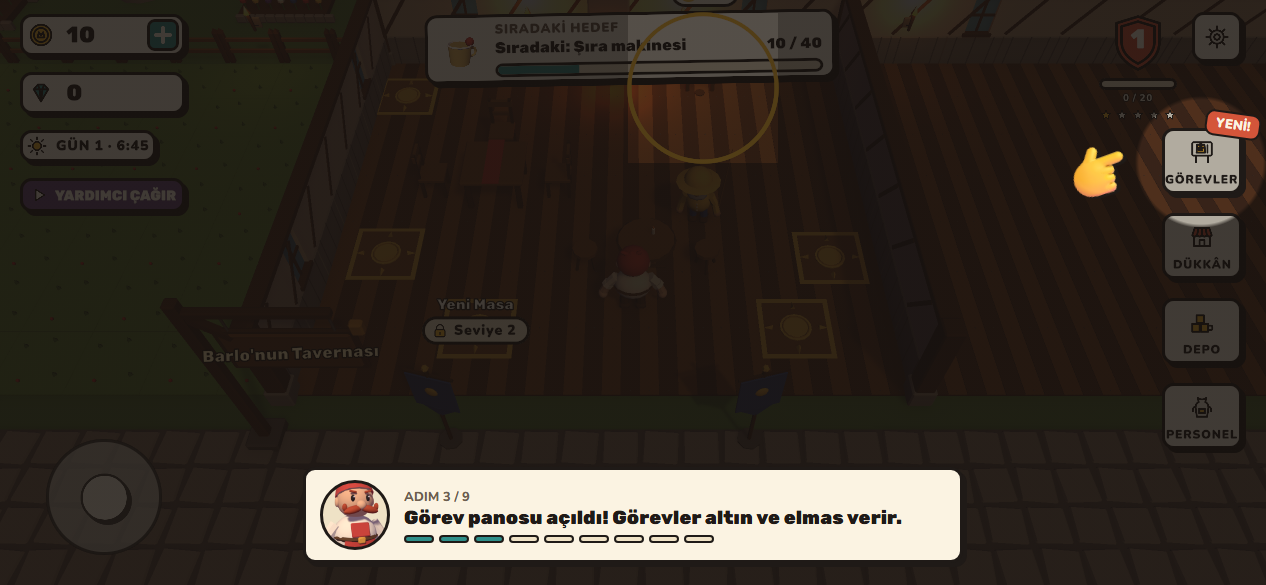 10
SIRADAKİ HEDEF
Sıradaki: Sıra makinesi
10 / 40
1
0 / 20
0
GÜN 1 · 6:45
YARDIMCI ÇAĞIR
YENİ!
GÖREVLER
DÜKKÂN
DEPO
PERSONEL
Yeni Masa
Seviye 2
Barlo'nun Tavernası
ADIM 3 / 9
Görev panosu açıldı! Görevler altın ve elmas verir.